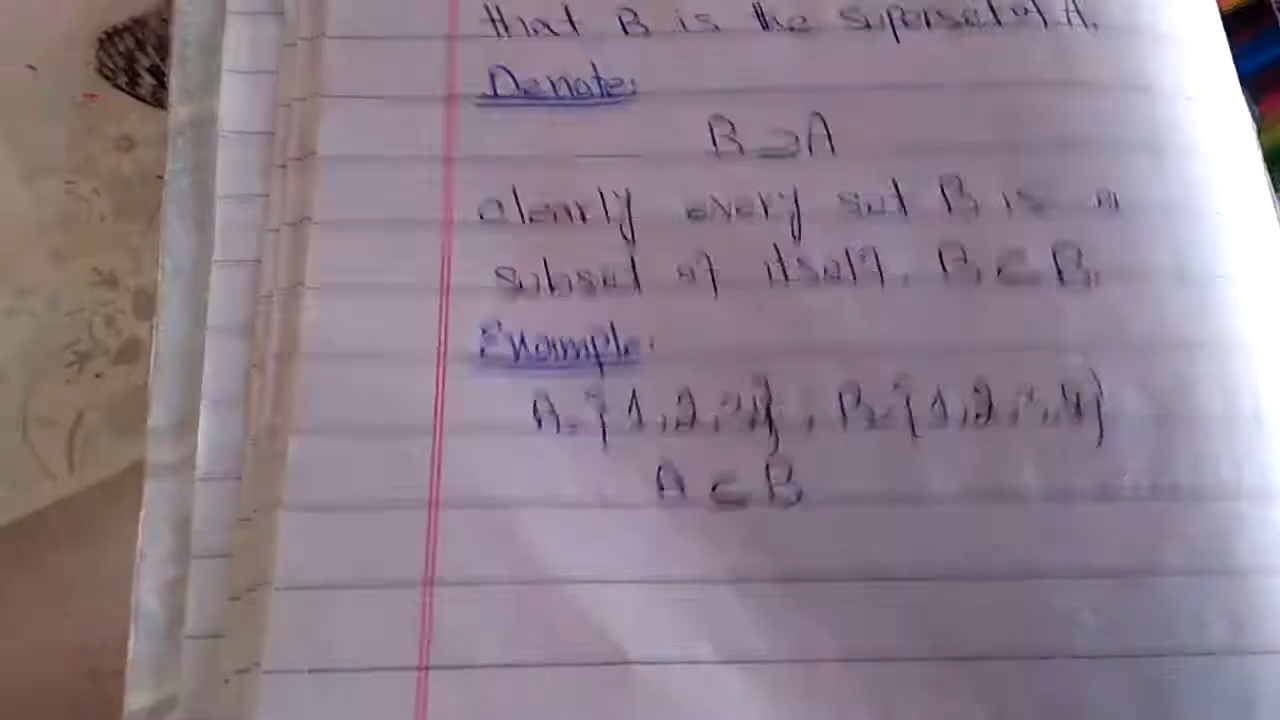 that B is the superset of A.
Denote:
B ⊇ A
clearly every set B is a
subset of itself. B ⊆ B.
Example:
A = { 1, 2, 3 } , B = { 1, 2, 3, 4 }
A ⊆ B